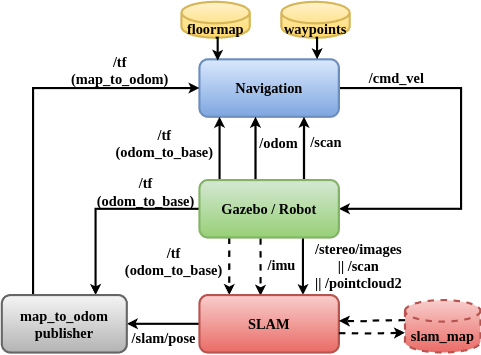 floormap
waypoints
/tf
(map_to_odom)
Navigation
/cmd_vel
/tf
(odom_to_base)
/odom
/scan
/tf
(odom_to_base)
Gazebo / Robot
/tf
(odom_to_base)
/imu
/stereo/images
|| /scan
|| /pointcloud2
map_to_odom
publisher
/slam/pose
SLAM
slam_map